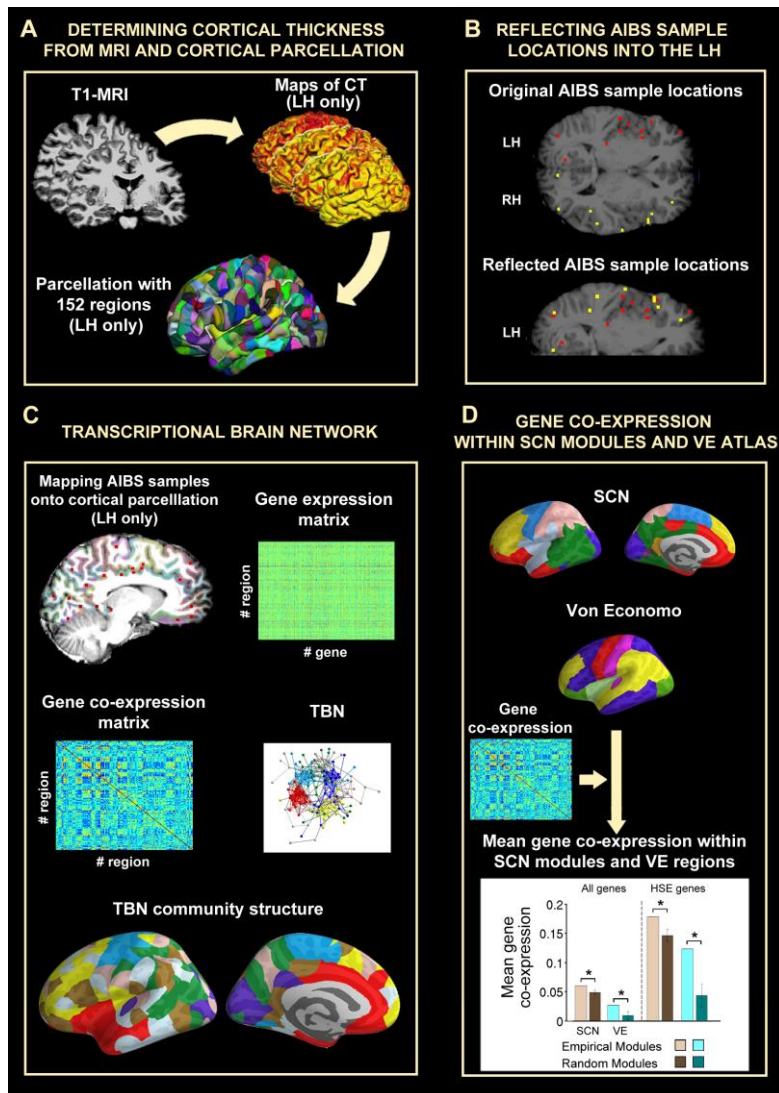 A
DETERMINING CORTICAL THICKNESS
FROM MRI AND CORTICAL PARCELLATION
T1-MRI
Maps of CT
(LH only)
Parcellation with
152 regions
(LH only)
B
REFLECTING AIBS SAMPLE
LOCATIONS INTO THE LH
Original AIBS sample locations
LH
RH
Reflected AIBS sample locations
LH
C
TRANSCRIPTIONAL BRAIN NETWORK
Mapping AIBS samples
onto cortical parcelllation
(LH only)
Gene expression
matrix
# region
# gene
Gene co-expression
matrix
# region
# region
TBN
TBN community structure
D
GENE CO-EXPRESSION
WITHIN SCN MODULES AND VE ATLAS
SCN
Von Economo
Gene
co-expression
Mean gene co-expression within
SCN modules and VE regions
All genes
HSE genes
Mean gene
co-expression
0.2
0.15
0.1
0.05
0
*
*
*
*
SCN
VE
Empirical Modules
Random Modules